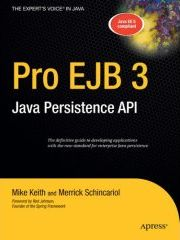 THE EXPERT'S VOICE® IN JAVA
Java EE 5
compliant
Pro EJB 3
Java Persistence API
The definitive guide to developing applications
with the new standard for enterprise Java persistence
Mike Keith and Merrick Schincariol
Foreword by Rod Johnson,
Founder of the Spring Framework
Apress®